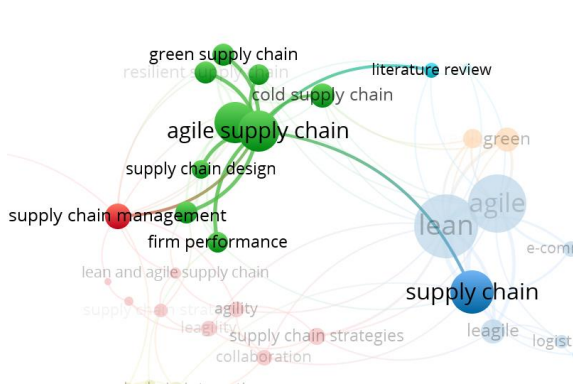 green supply chain
resilient supply chain
literature review
cold supply chain
agile supply chain
green
supply chain design
agile
supply chain management
lean
firm performance
e-comm
lean and agile supply chain
supply chain
agility
leagility
supply chain strategies
leagile
logist
collaboration